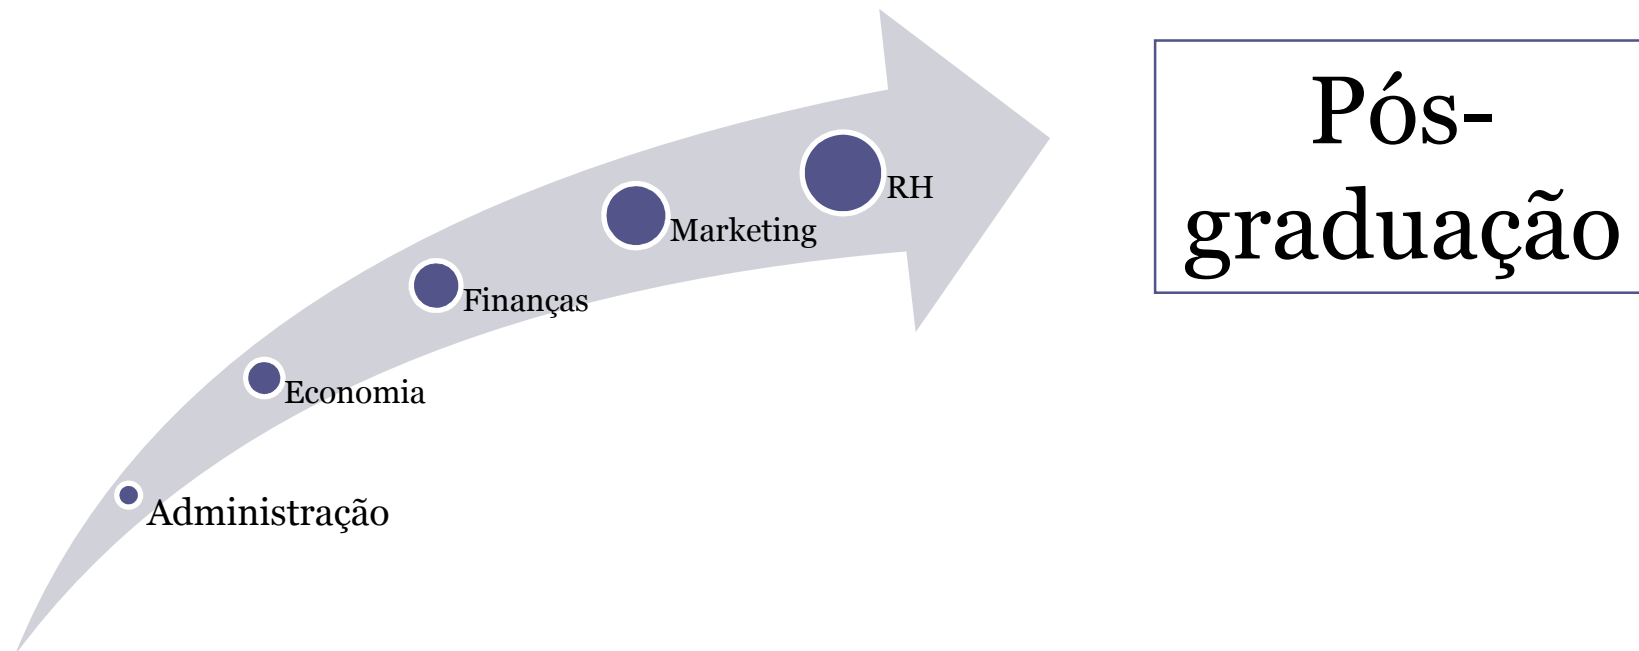 Pós-
graduação
RH
Marketing
Finanças
Economia
Administração